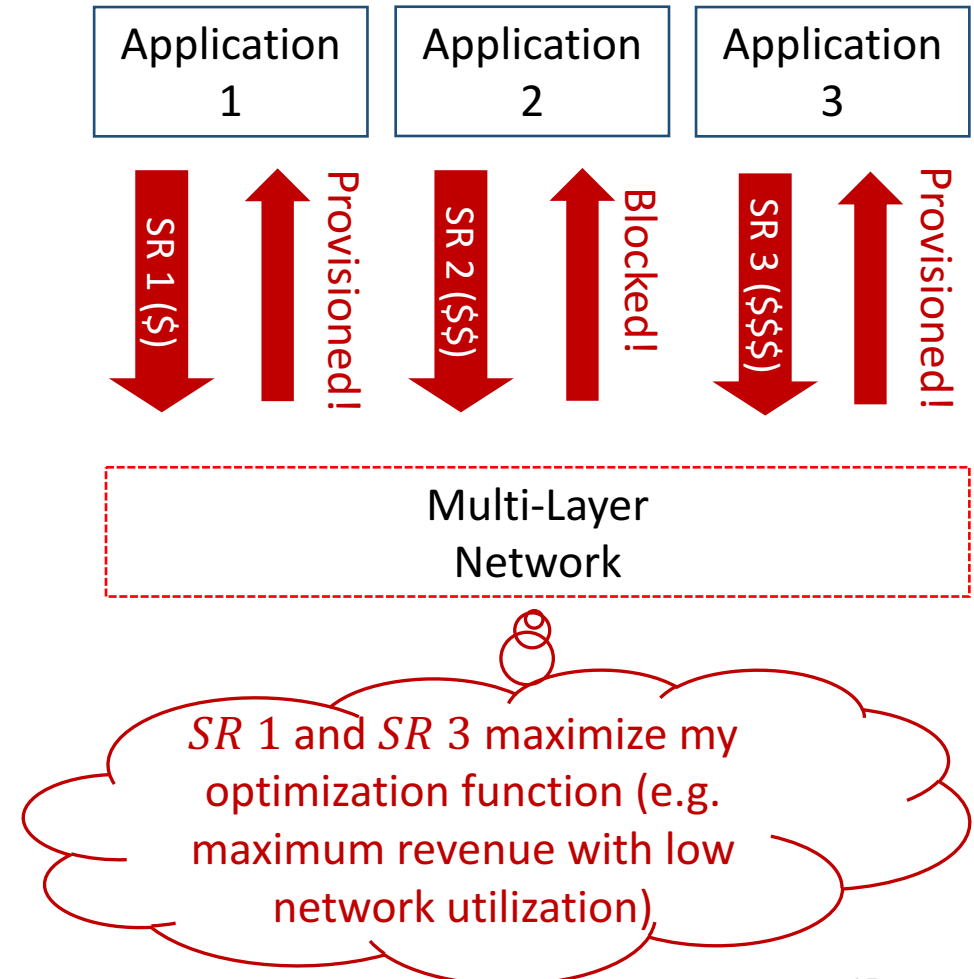 Application
1
Application
2
Application
3
SR 1 ($)
Provisioned!
SR 2 ($$)
Blocked!
SR 3 ($$$)
Provisioned!
Multi-Layer
Network
SR 1 and SR 3 maximize my
optimization function (e.g.
maximum revenue with low
network utilization)